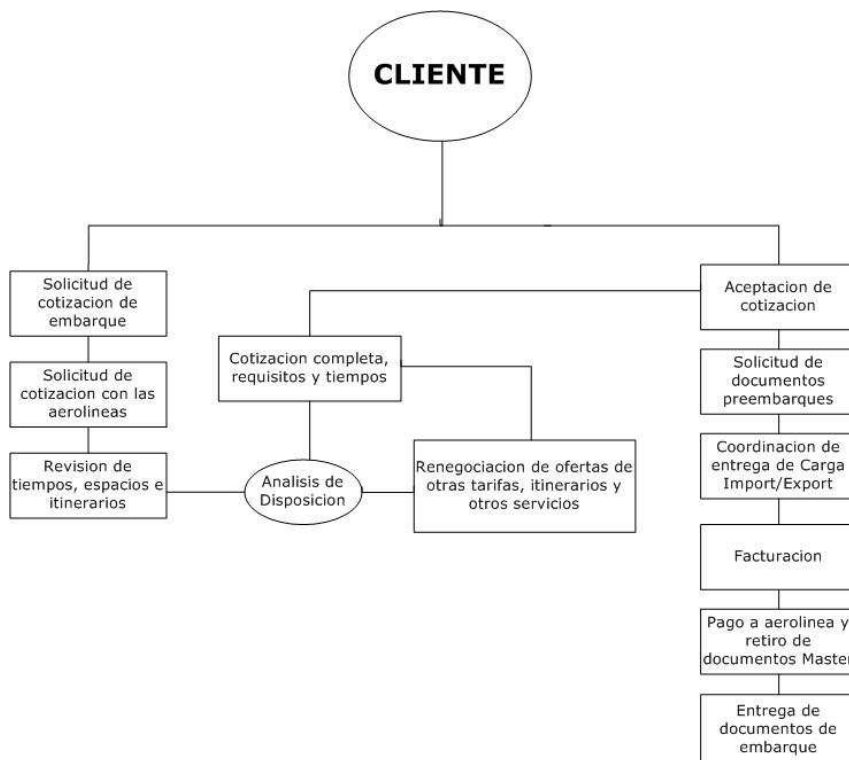 CLIENTE
Solicitud de
cotizacion de
embarque
Solicitud de
cotizacion con las
aerolineas
Revision de
tiempos, espacios e
itinerarios
Cotizacion completa,
requisitos y tiempos
Analisis de
Disposicion
Renegociacion de ofertas de
otras tarifas, itinerarios y
otros servicios
Aceptacion de
cotizacion
Solicitud de
documentos
preembarques
Coordinacion de
entrega de Carga
Import/Export
Facturacion
Pago a aerolinea y
retiro de
documentos Master
Entrega de
documentos de
embarque